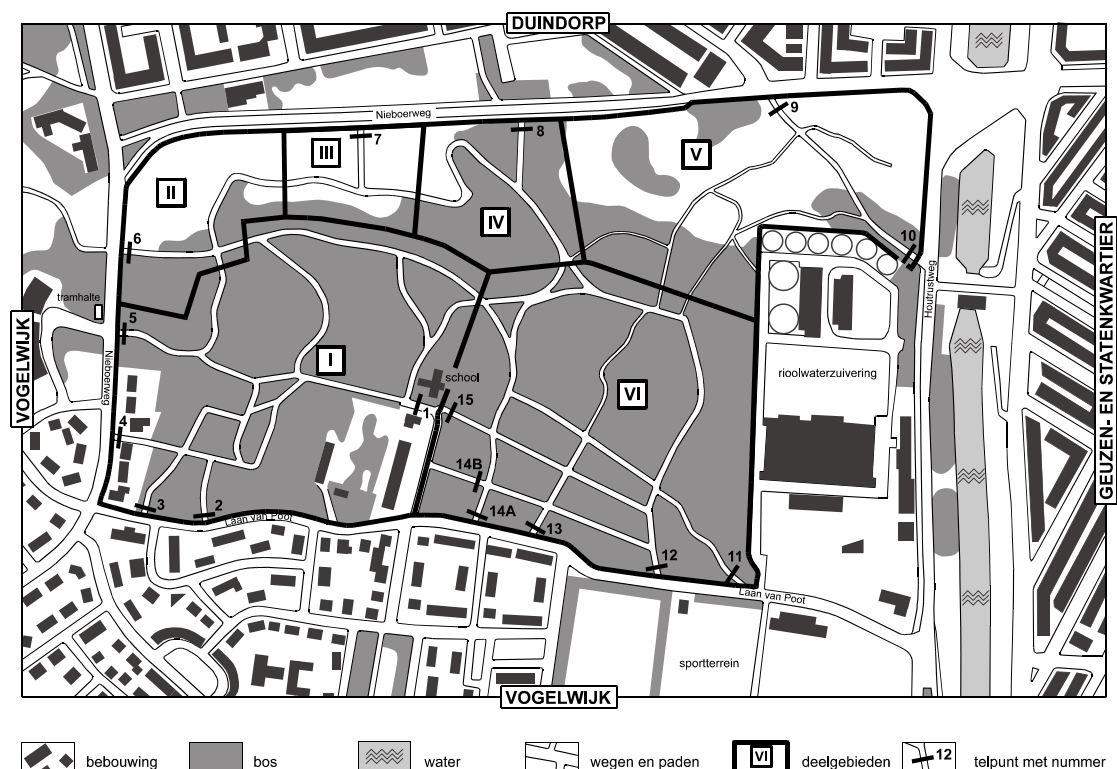 DUINDORP
Nieboerweg
9
7
8
III
V
II
IV
6
10
GEUZEN- EN STATENKWARTIER
tramhalte
Houtrustweg
5
VOGELWIJK
Nieboerweg
I
school
rioolwaterzuivering
VI
1
15
4
14B
3
2
14A
Laan van Poot
13
12
11
Laan van Poot
sportterrein
VOGELWIJK
bebouwing
bos
water
wegen en paden
VI
deelgebieden
12
telpunt met nummer